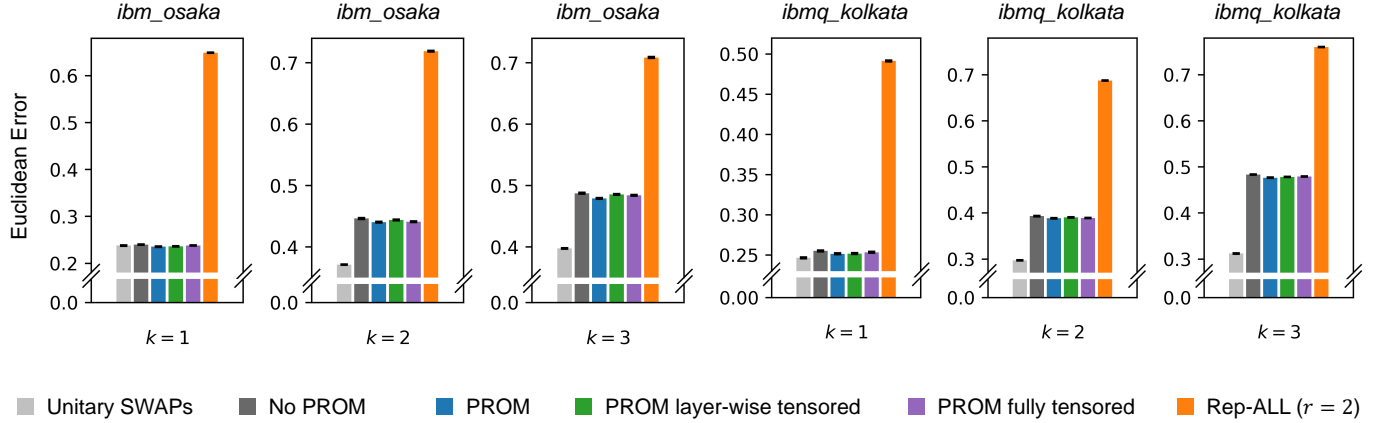 ibm_osaka
ibm_osaka
ibm_osaka
ibmq_kolkata
ibmq_kolkata
ibmq_kolkata
Euclidean Error
0.6
0.5
0.4
0.3
0.2
0.0
k = 1
0.7
0.6
0.5
0.4
0.0
k = 2
0.7
0.6
0.5
0.4
0.0
k = 3
0.50
0.45
0.40
0.35
0.30
0.25
0.00
k = 1
0.7
0.6
0.5
0.4
0.3
0.0
k = 2
0.7
0.6
0.5
0.4
0.3
0.0
k = 3
Unitary SWAPs No PROM PROM PROM layer-wise tensored PROM fully tensored Rep-ALL (r = 2)